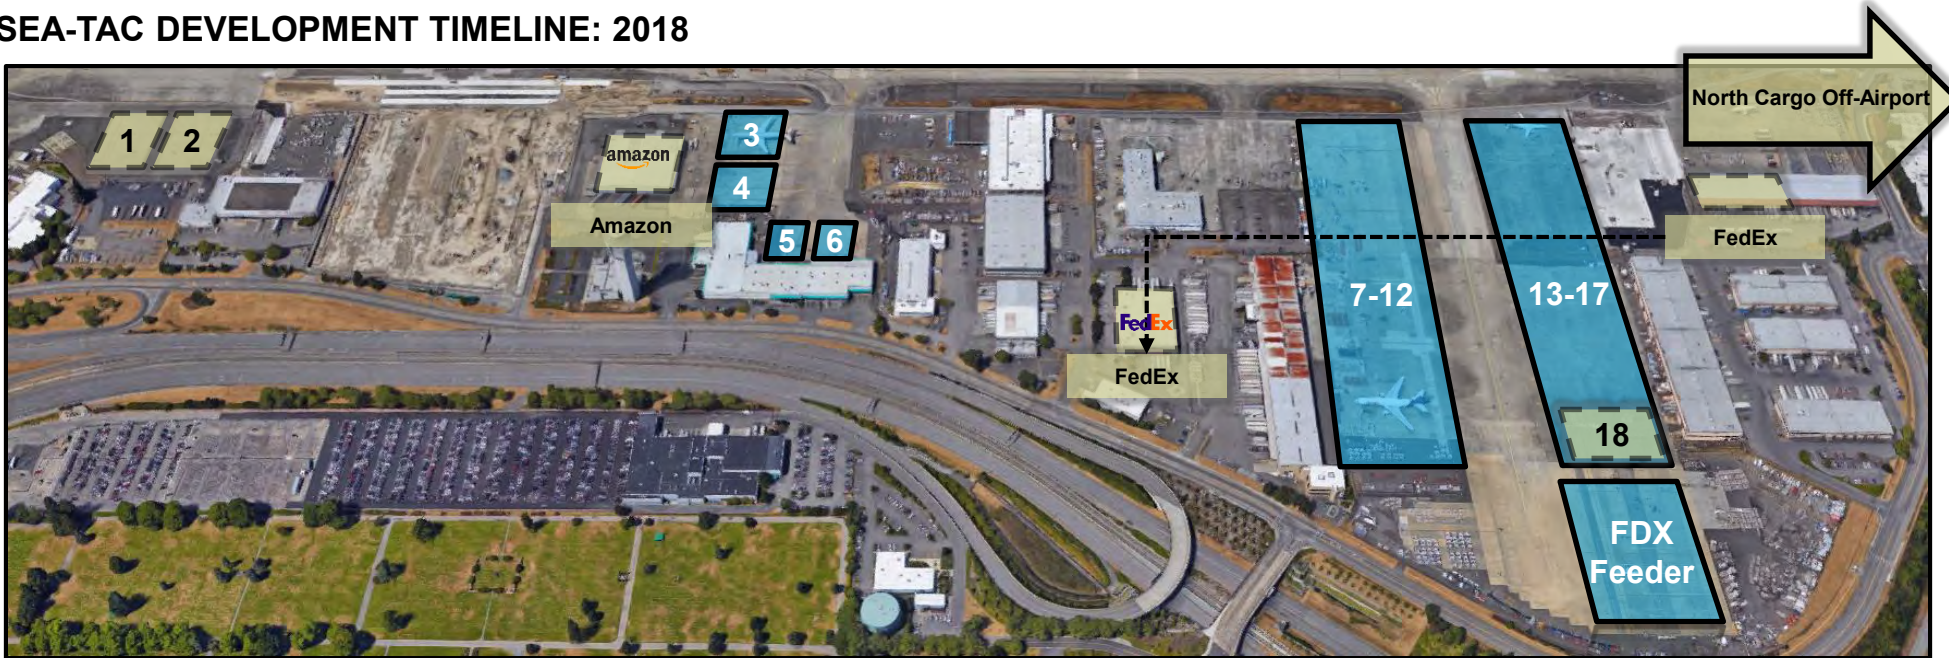 SEA-TAC DEVELOPMENT TIMELINE: 2018
North Cargo Off-Airport
1
2
amazon
Amazon
3
4
5
6
7-12
13-17
FedEx
FedEx
FedEx
18
FDX
Feeder